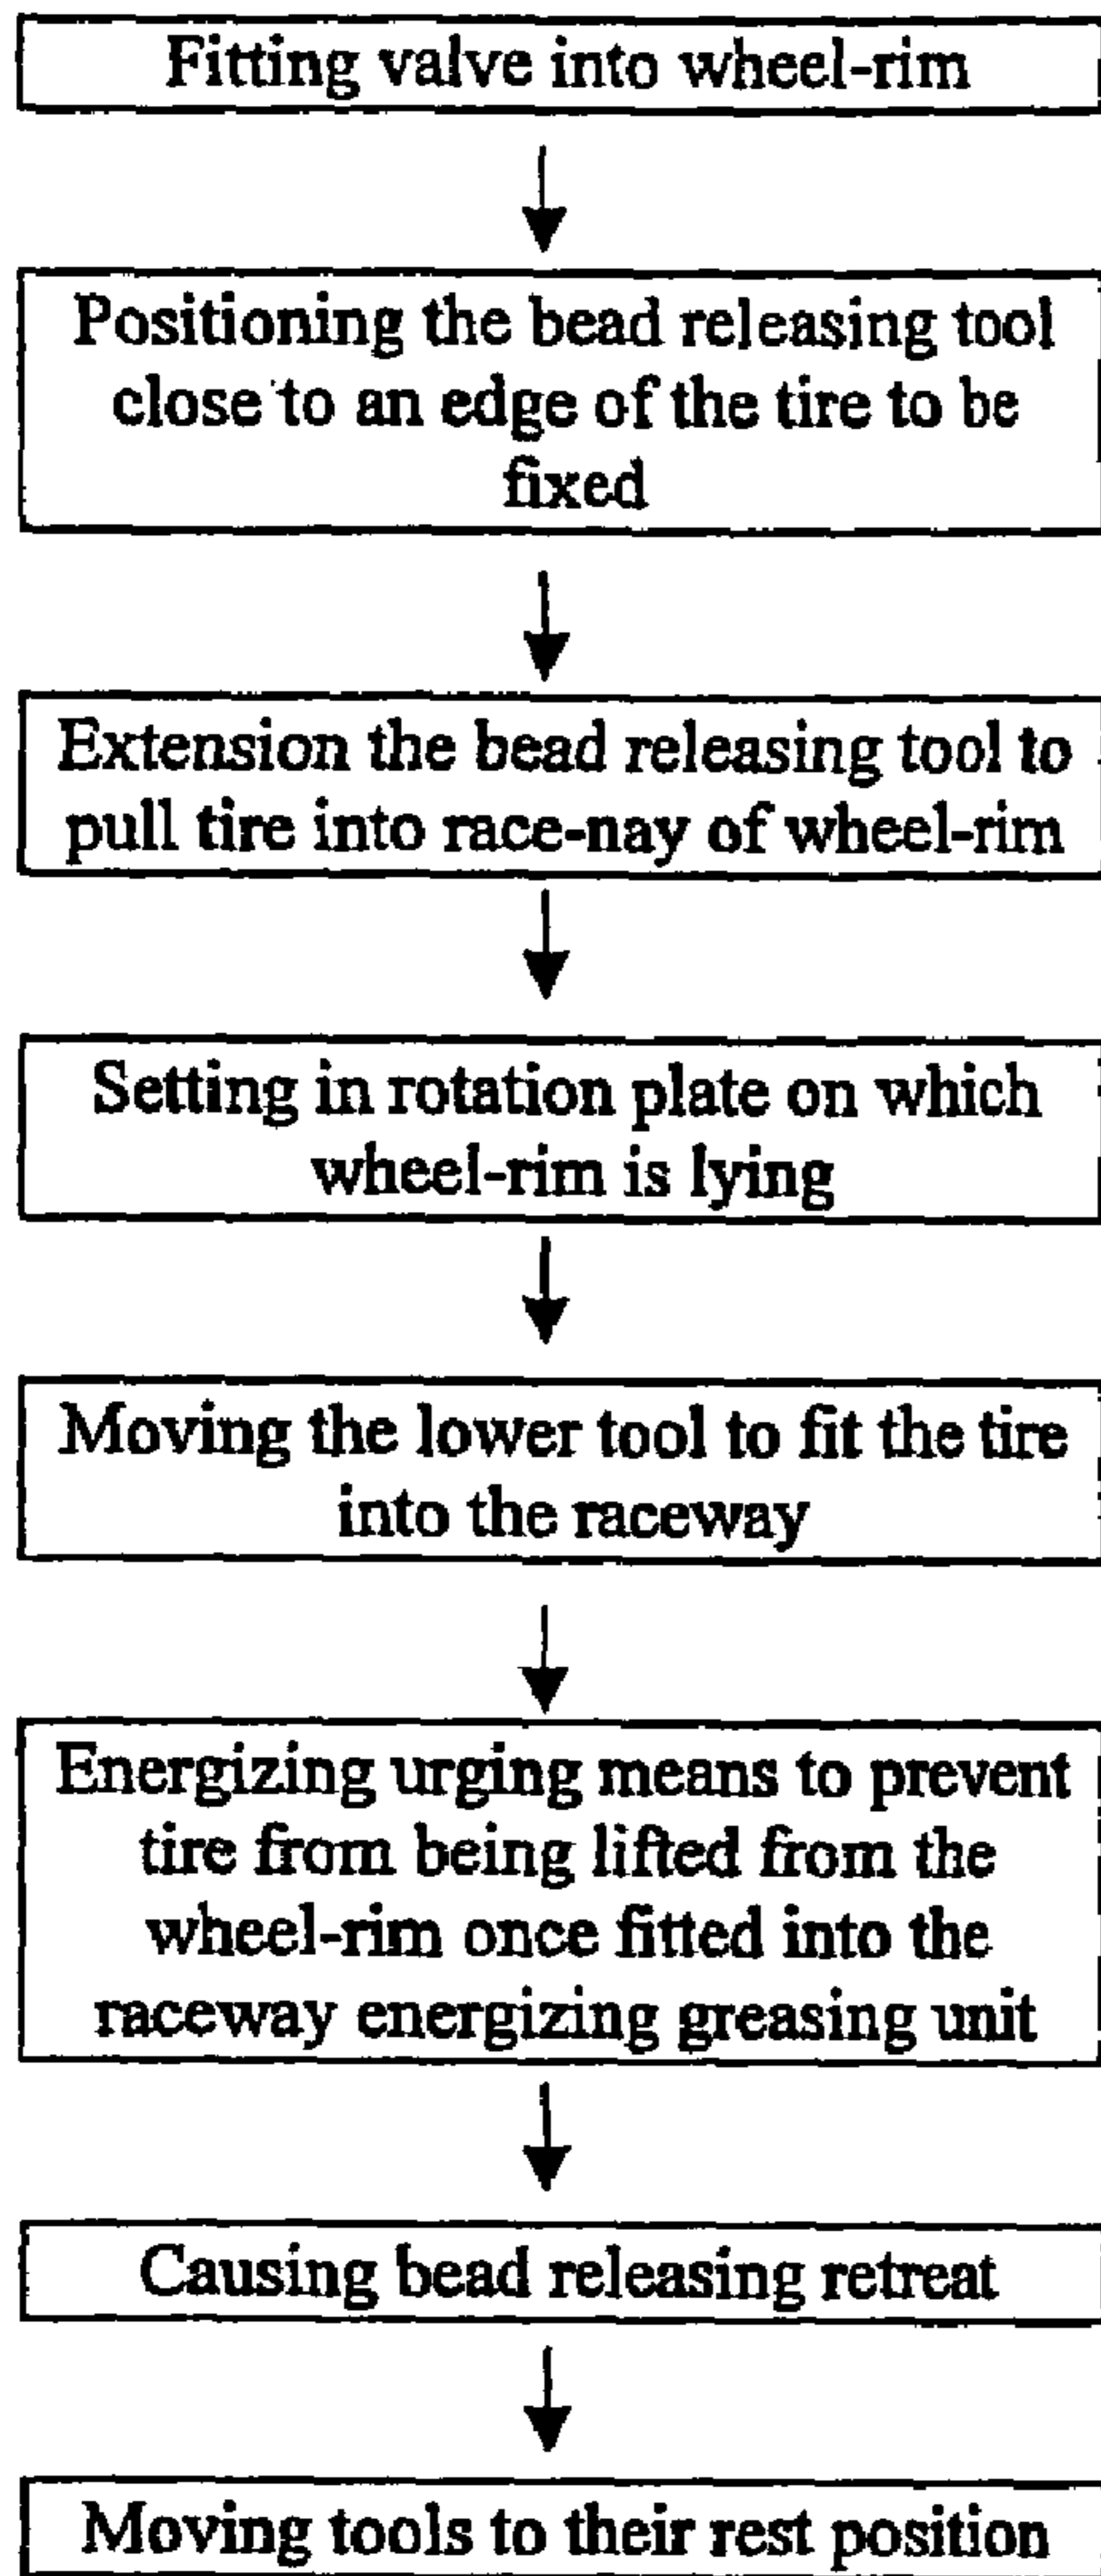 Fitting valve into wheel-rim
Positioning the bead releasing tool
close to an edge of the tire to be
fixed
Extension the bead releasing tool to
pull tire into race-nay of wheel-rim
Setting in rotation plate on which
wheel-rim is lying
Moving the lower tool to fit the tire
into the raceway
Energizing urging means to prevent
tire from being lifted from the
wheel-rim once fitted into the
raceway energizing greasing unit
Causing bead releasing retreat
Moving tools to their rest position